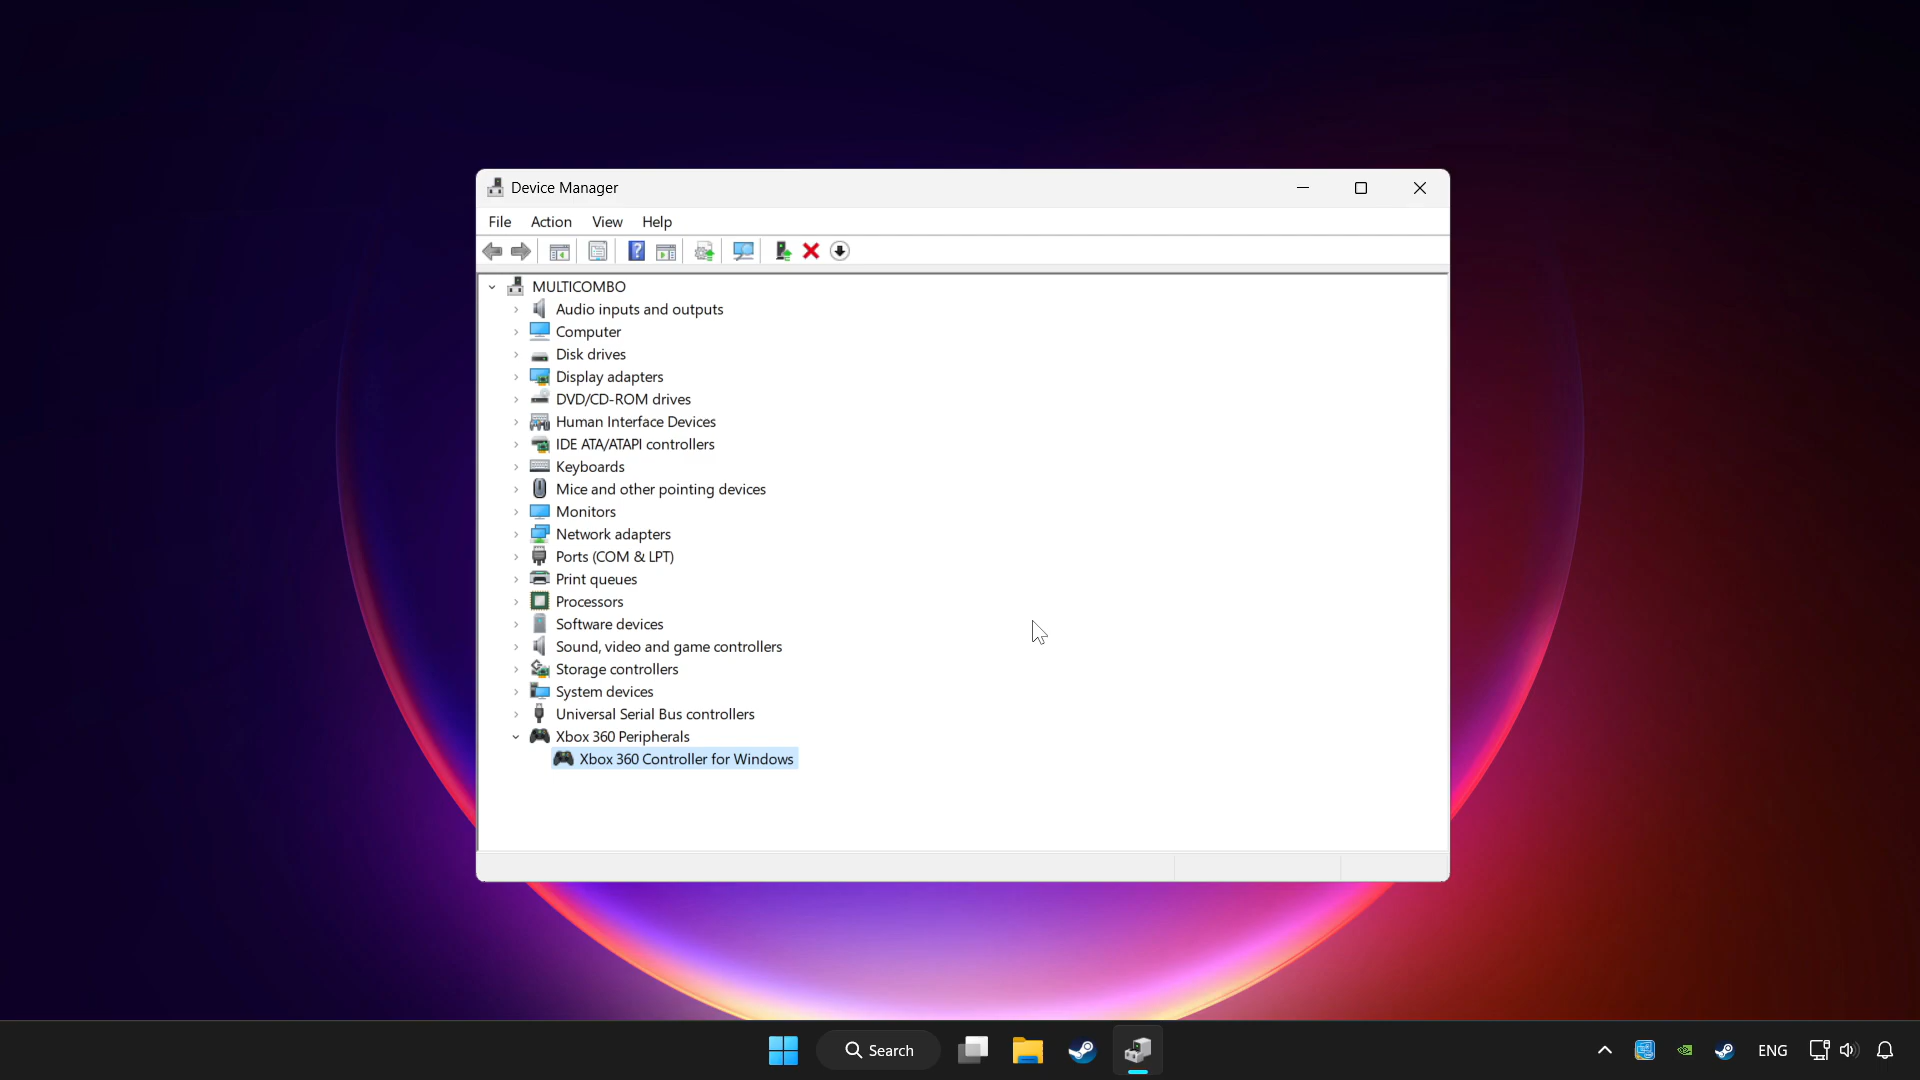 Device Manager
File Action View Help
MULTICOMBO
Audio inputs and outputs
Computer
Disk drives
Display adapters
DVD/CD-ROM drives
Human Interface Devices
IDE ATA/ATAPI controllers
Keyboards
Mice and other pointing devices
Monitors
Network adapters
Ports (COM & LPT)
Print queues
Processors
Software devices
Sound, video and game controllers
Storage controllers
System devices
Universal Serial Bus controllers
Xbox 360 Peripherals
Xbox 360 Controller for Windows
Search
ENG